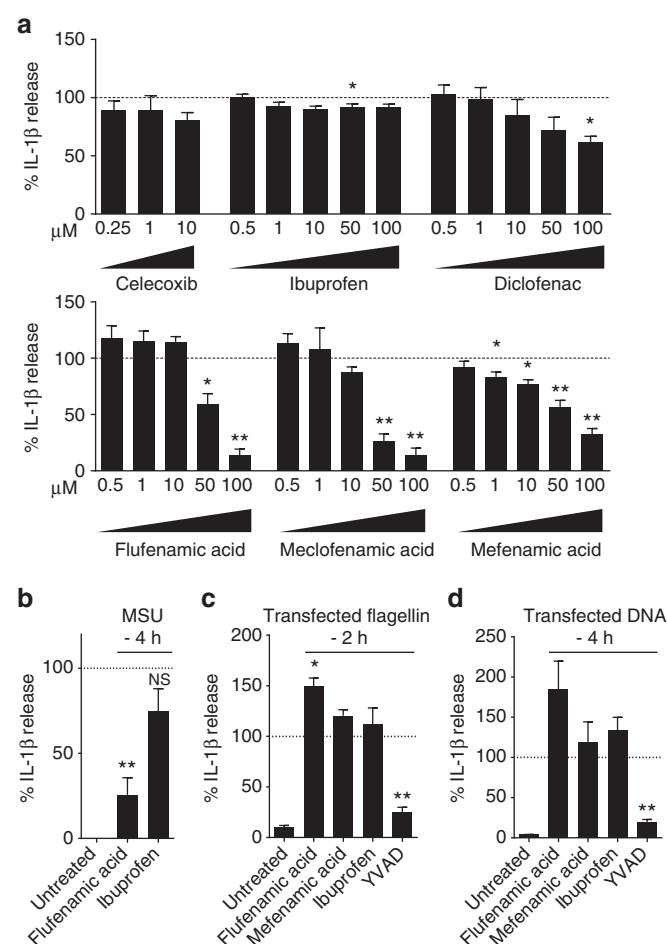 a
150
100
50
0
% IL-1β release
*
*
μM 0.25 1 10 0.5 1 10 50 100 0.5 1 10 50 100
Celecoxib Ibuprofen Diclofenac
150
100
50
0
% IL-1β release
* ** ** ** * * ** **
μM 0.5 1 10 50 100 0.5 1 10 50 100 0.5 1 10 50 100
Flufenamic acid Meclofenamic acid Mefenamic acid
b
MSU
- 4 h
100
50
0
% IL-1β release
**
NS
Untreated
Flufenamic acid
Ibuprofen
c
Transfected flagellin
- 2 h
200
150
100
50
0
% IL-1β release
*
**
Untreated
Flufenamic acid
Mefenamic acid
Ibuprofen
YVAD
d
Transfected DNA
- 4 h
250
200
150
100
50
0
% IL-1β release
**
Untreated
Flufenamic acid
Mefenamic acid
Ibuprofen
YVAD